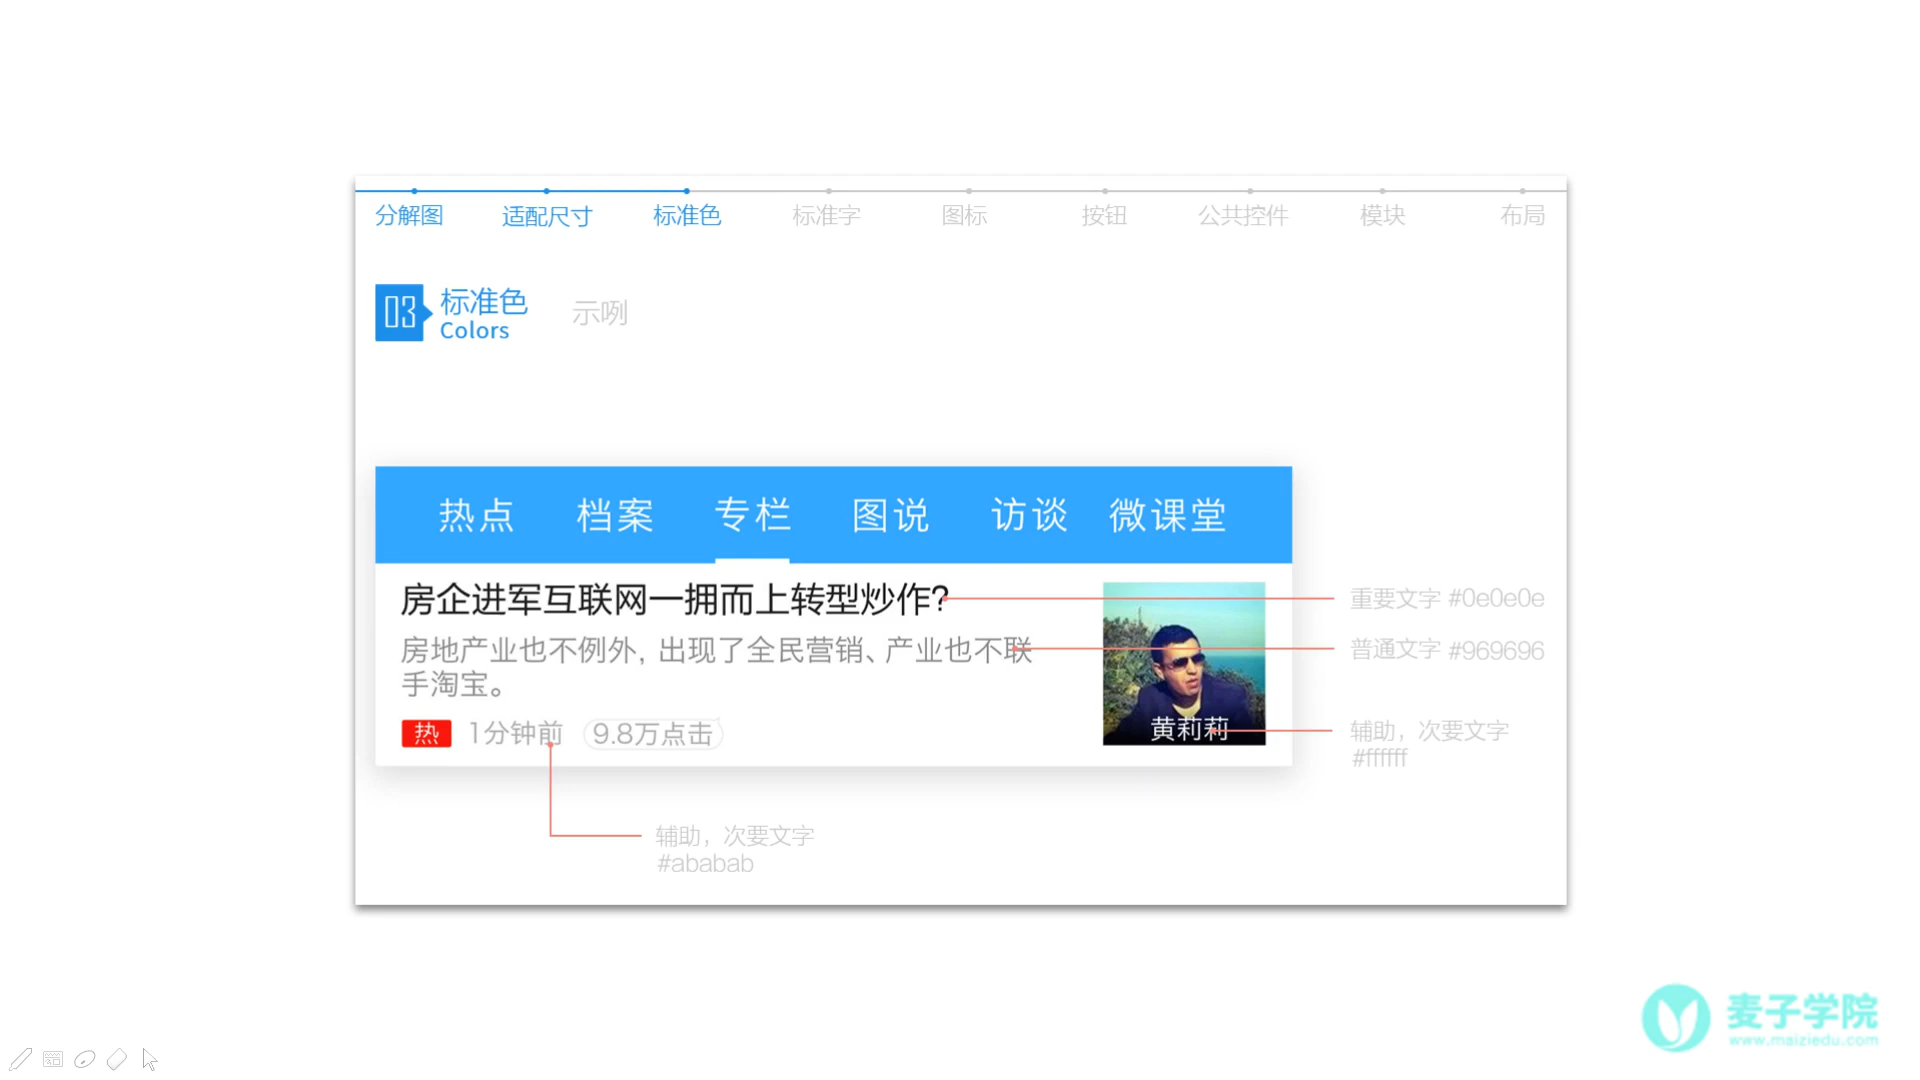 分解图 适配尺寸 标准色 标准字 图标 按钮 公共控件 模块 布局
03 标准色 示咧
Colors
热点 档案 专栏 图说 访谈 微课堂
房企进军互联网一拥而上转型炒作?
重要文字 #0e0e0e
房地产业也不例外, 出现了全民营销、产业也不联
手淘宝。
普通文字 #969696
热 1分钟前 9.8万点击
黄莉莉
辅助，次要文字
#ffffff
辅助，次要文字
#ababab
麦子学院
www.maiziedu.com